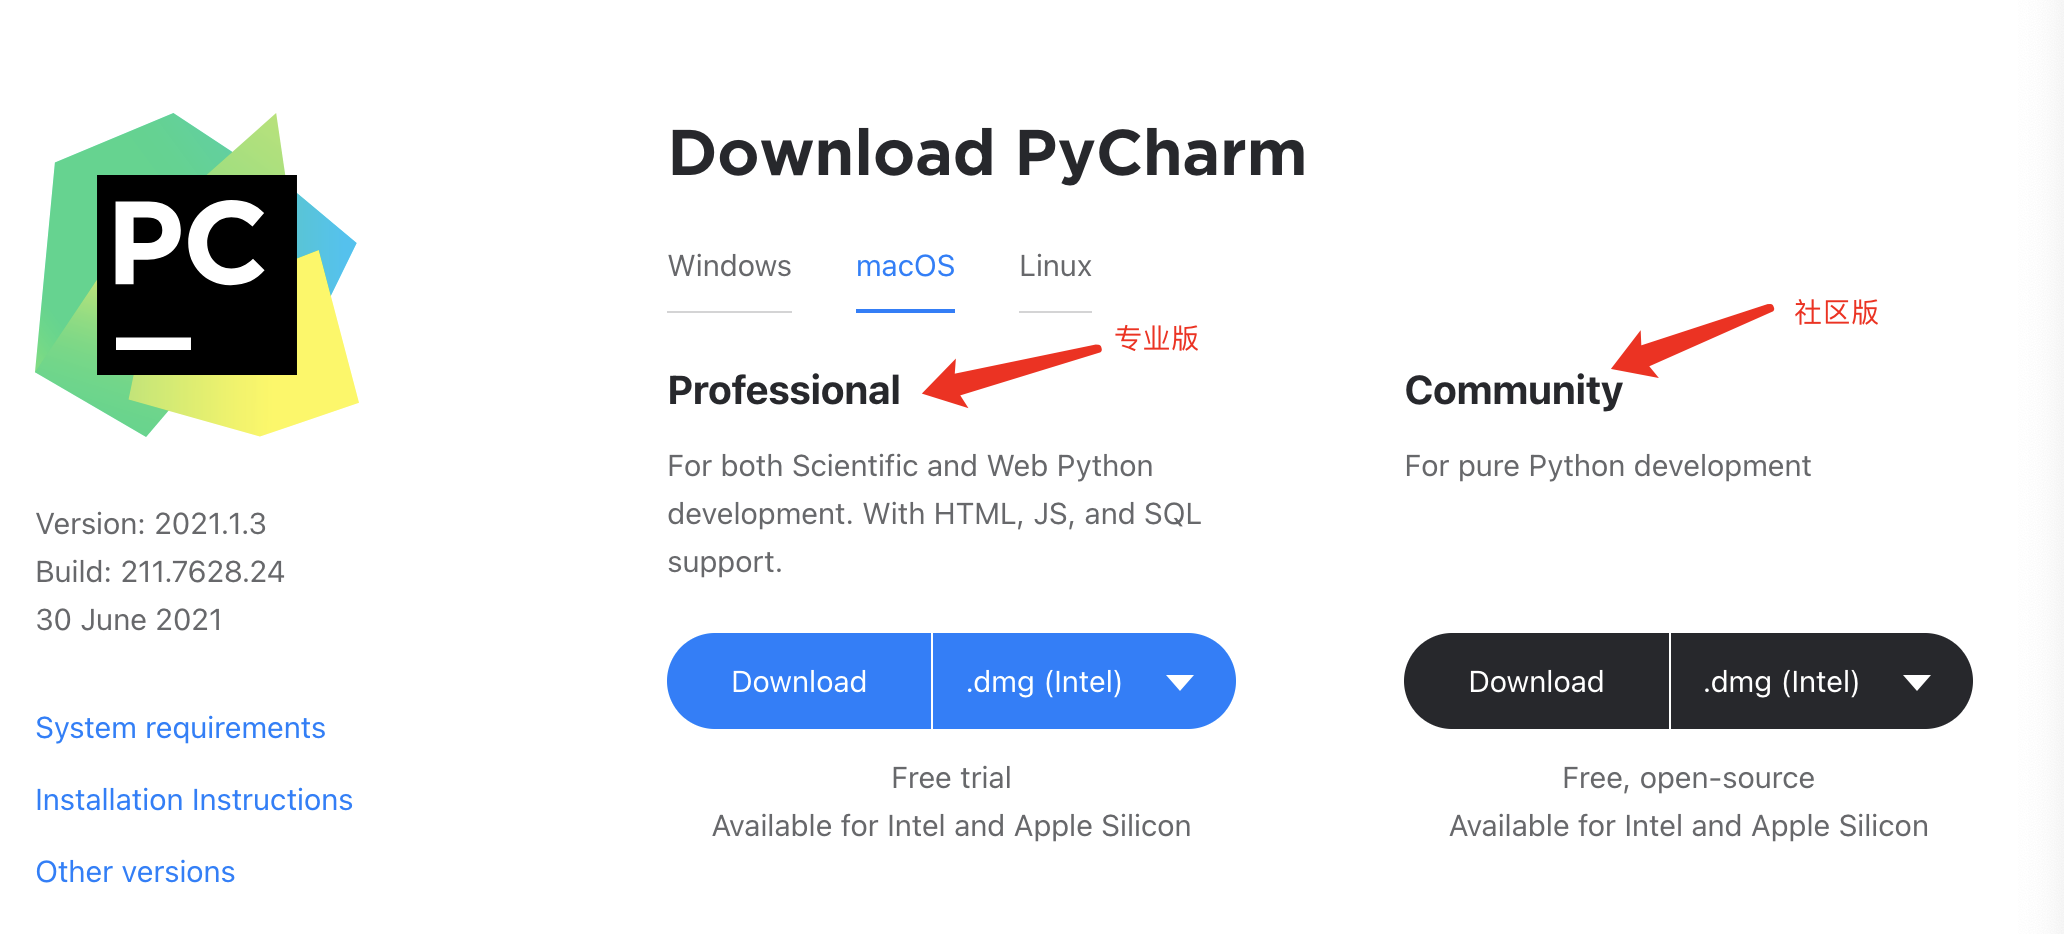 PC
Version: 2021.1.3
Build: 211.7628.24
30 June 2021
System requirements
Installation Instructions
Other versions
Download PyCharm
Windows
macOS
Linux
专业版
Professional
For both Scientific and Web Python
development. With HTML, JS, and SQL
support.
Download
.dmg (Intel)
Free trial
Available for Intel and Apple Silicon
社区版
Community
For pure Python development
Download
.dmg (Intel)
Free, open-source
Available for Intel and Apple Silicon